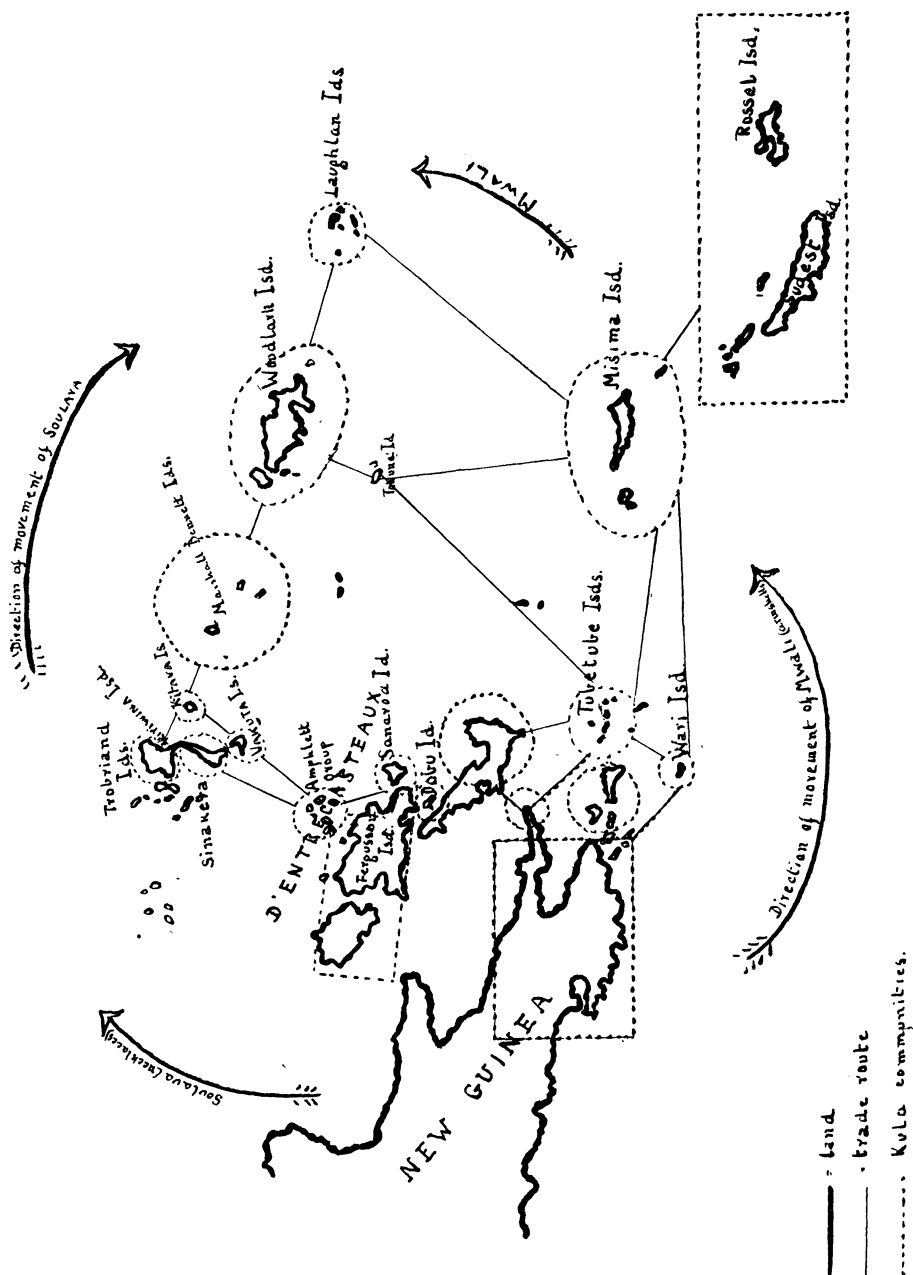 "Direction of movement of SOULAVA
MWALI
Soulava (necklaces)
Direction of movement of Mwali (armshells)
Trobriand
Isds.
KIRIWINA Isd.
Kitava Is
Sinaketa
VAKUTA Is.
Marshall Bennett Ids.
Woodlark Isd.
Laughlan Ids
Amphlett
group
D'ENTRECASTEAUX
Fergusson
Isd.
Sanaroa Id.
Dobu Id
Tubetube Isds.
Wari Isd.
Misima Isd.
Rossel Isd.
Sudest Isd
NEW GUINEA
= land
- trade route
Kula communities.